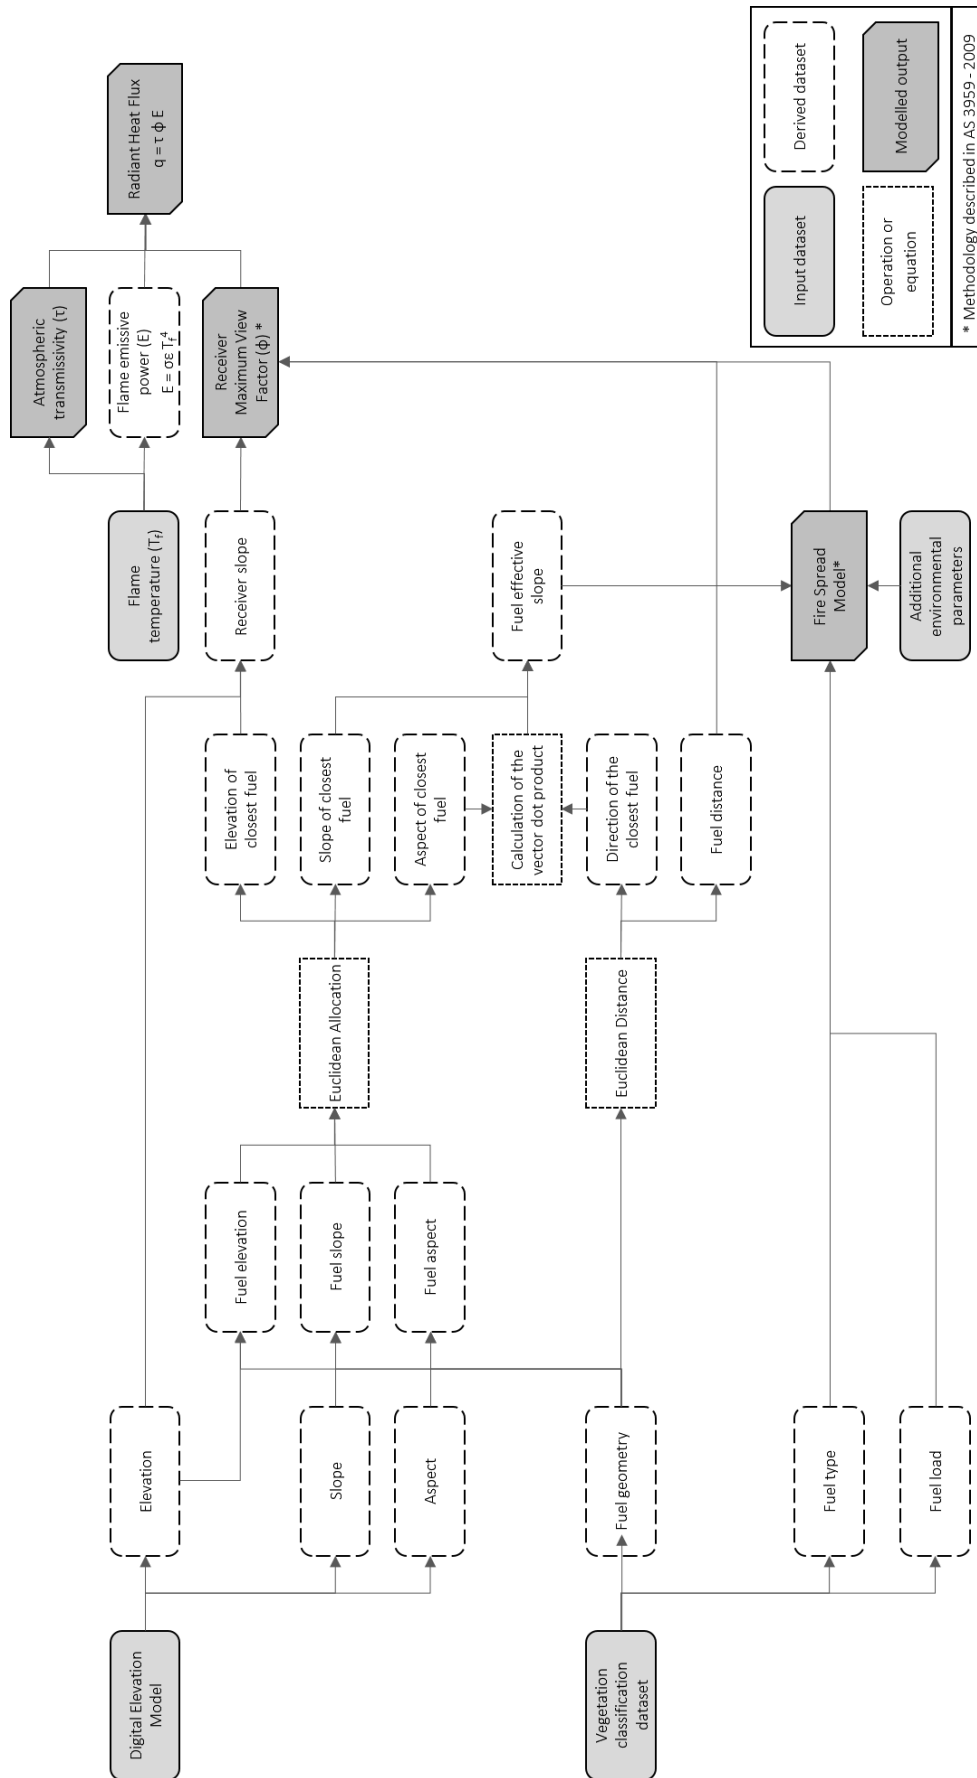 Digital Elevation
Model
Vegetation
classification
dataset
Elevation
Slope
Aspect
Fuel geometry
Fuel type
Fuel load
Fuel elevation
Fuel slope
Fuel aspect
Euclidean Allocation
Euclidean Distance
Elevation of
closest fuel
Slope of closest
fuel
Aspect of closest
fuel
Calculation of the
vector dot product
Direction of the
closest fuel
Fuel distance
Flame
temperature (Tf)
Receiver slope
Fuel effective
slope
Fire Spread
Model*
Additional
environmental
parameters
Atmospheric
transmissivity (τ)
Flame emissive
power (E)
E = σε Tf⁴
Receiver
Maximum View
Factor (ϕ) *
Radiant Heat Flux
q = τ ϕ E
Input dataset
Derived dataset
Operation or
equation
Modelled output
* Methodology described in AS 3959 - 2009